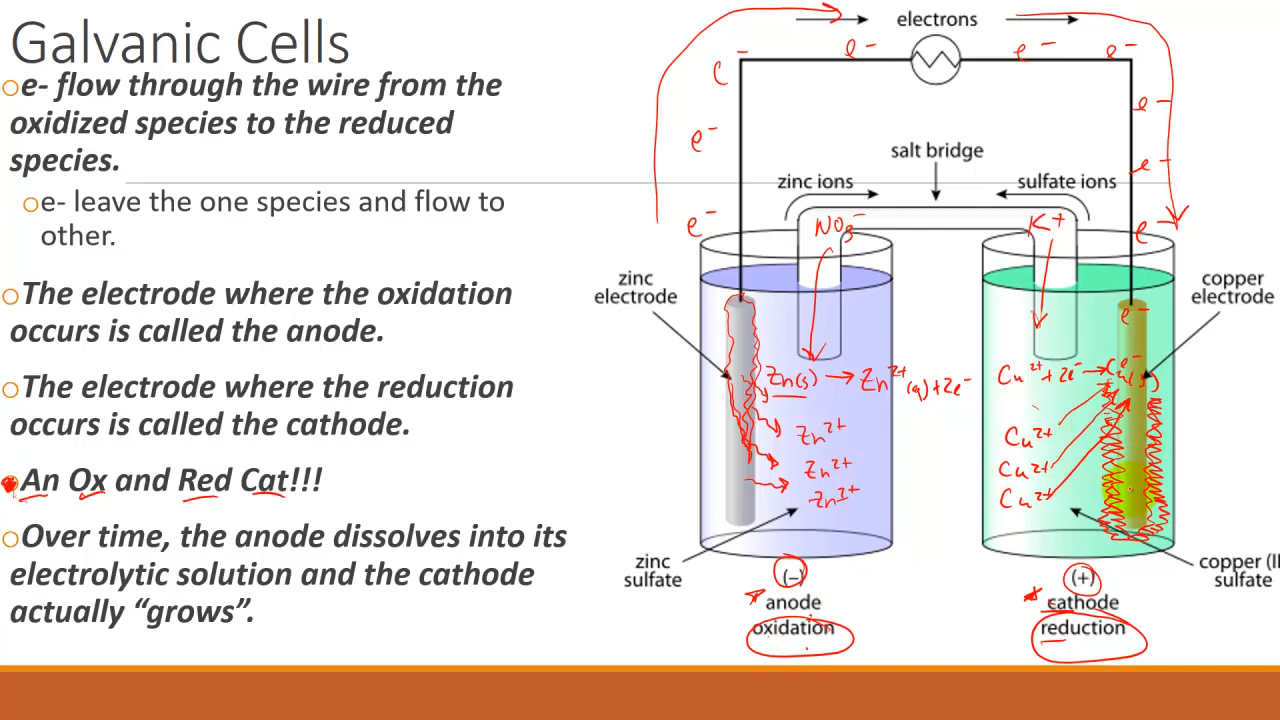 Galvanic Cells
e- flow through the wire from the
oxidized species to the reduced
species.
e- leave the one species and flow to
other.
The electrode where the oxidation
occurs is called the anode.
The electrode where the reduction
occurs is called the cathode.
An Ox and Red Cat!!!
Over time, the anode dissolves into its
electrolytic solution and the cathode
actually “grows”.
electrons
e⁻
e⁻
e⁻
e⁻
e⁻
e⁻
e⁻
e⁻
salt bridge
zinc ions
sulfate ions
NO₃⁻
K⁺
zinc
electrode
copper
electrode
e⁻
e⁻
Zn(s) → Zn²⁺(aq) + 2e⁻
Zn²⁺
Zn²⁺
Zn²⁺
Cu²⁺ + 2e⁻ → Cu(s)
Cu²⁺
Cu²⁺
Cu²⁺
zinc
sulfate
copper (II
sulfate
(–)
anode
oxidation
(+)
cathode
reduction